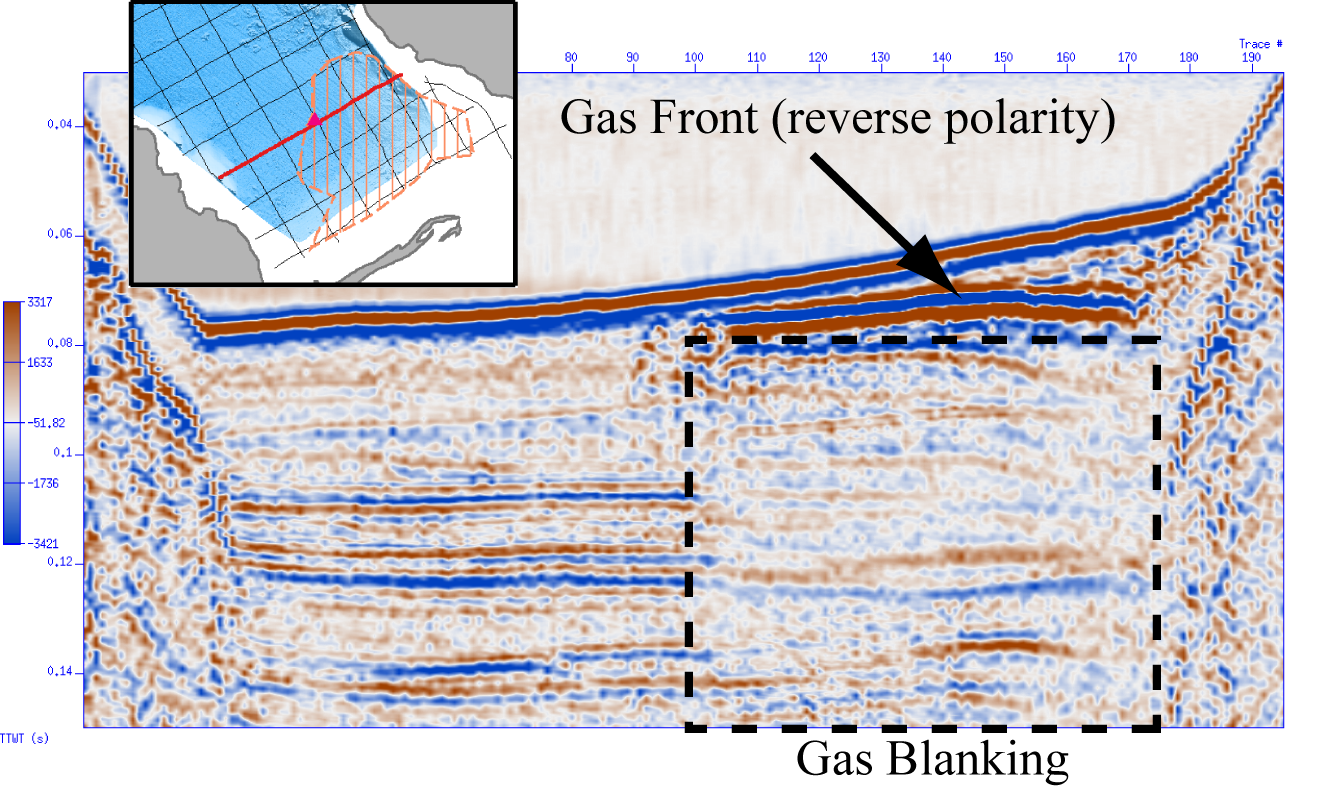 Trace #
80 90 100 110 120 130 140 150 160 170 180 190
Gas Front (reverse polarity)
0.04
0.06
3317
0.08
1633
-51.82
0.1
-1736
-3421
0.12
0.14
TTWT (s)
Gas Blanking